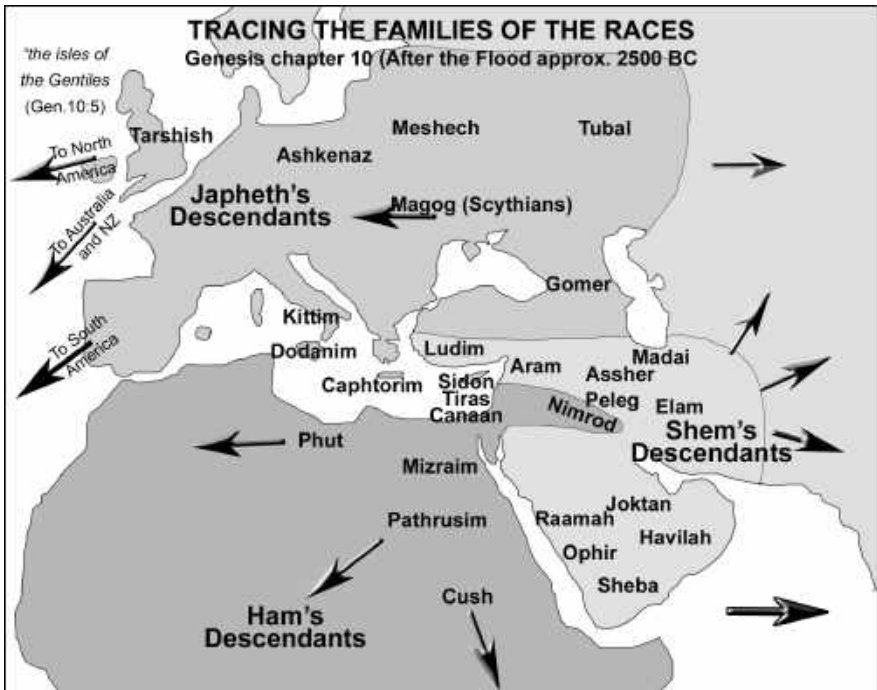 TRACING THE FAMILIES OF THE RACES
Genesis chapter 10 (After the Flood approx. 2500 BC
"the isles of
the Gentiles
(Gen.10:5)
Tarshish
Meshech
Tubal
Ashkenaz
To North
America
Japheth's
Descendants
Magog (Scythians)
To Australia
and NZ
Gomer
Kittim
To South
America
Dodanim
Ludim
Aram
Madai
Assher
Caphtorim
Sidon
Tiras
Canaan
Nimrod
Peleg
Elam
Shem's
Descendants
Phut
Mizraim
Joktan
Raamah
Havilah
Pathrusim
Ophir
Sheba
Cush
Ham's
Descendants